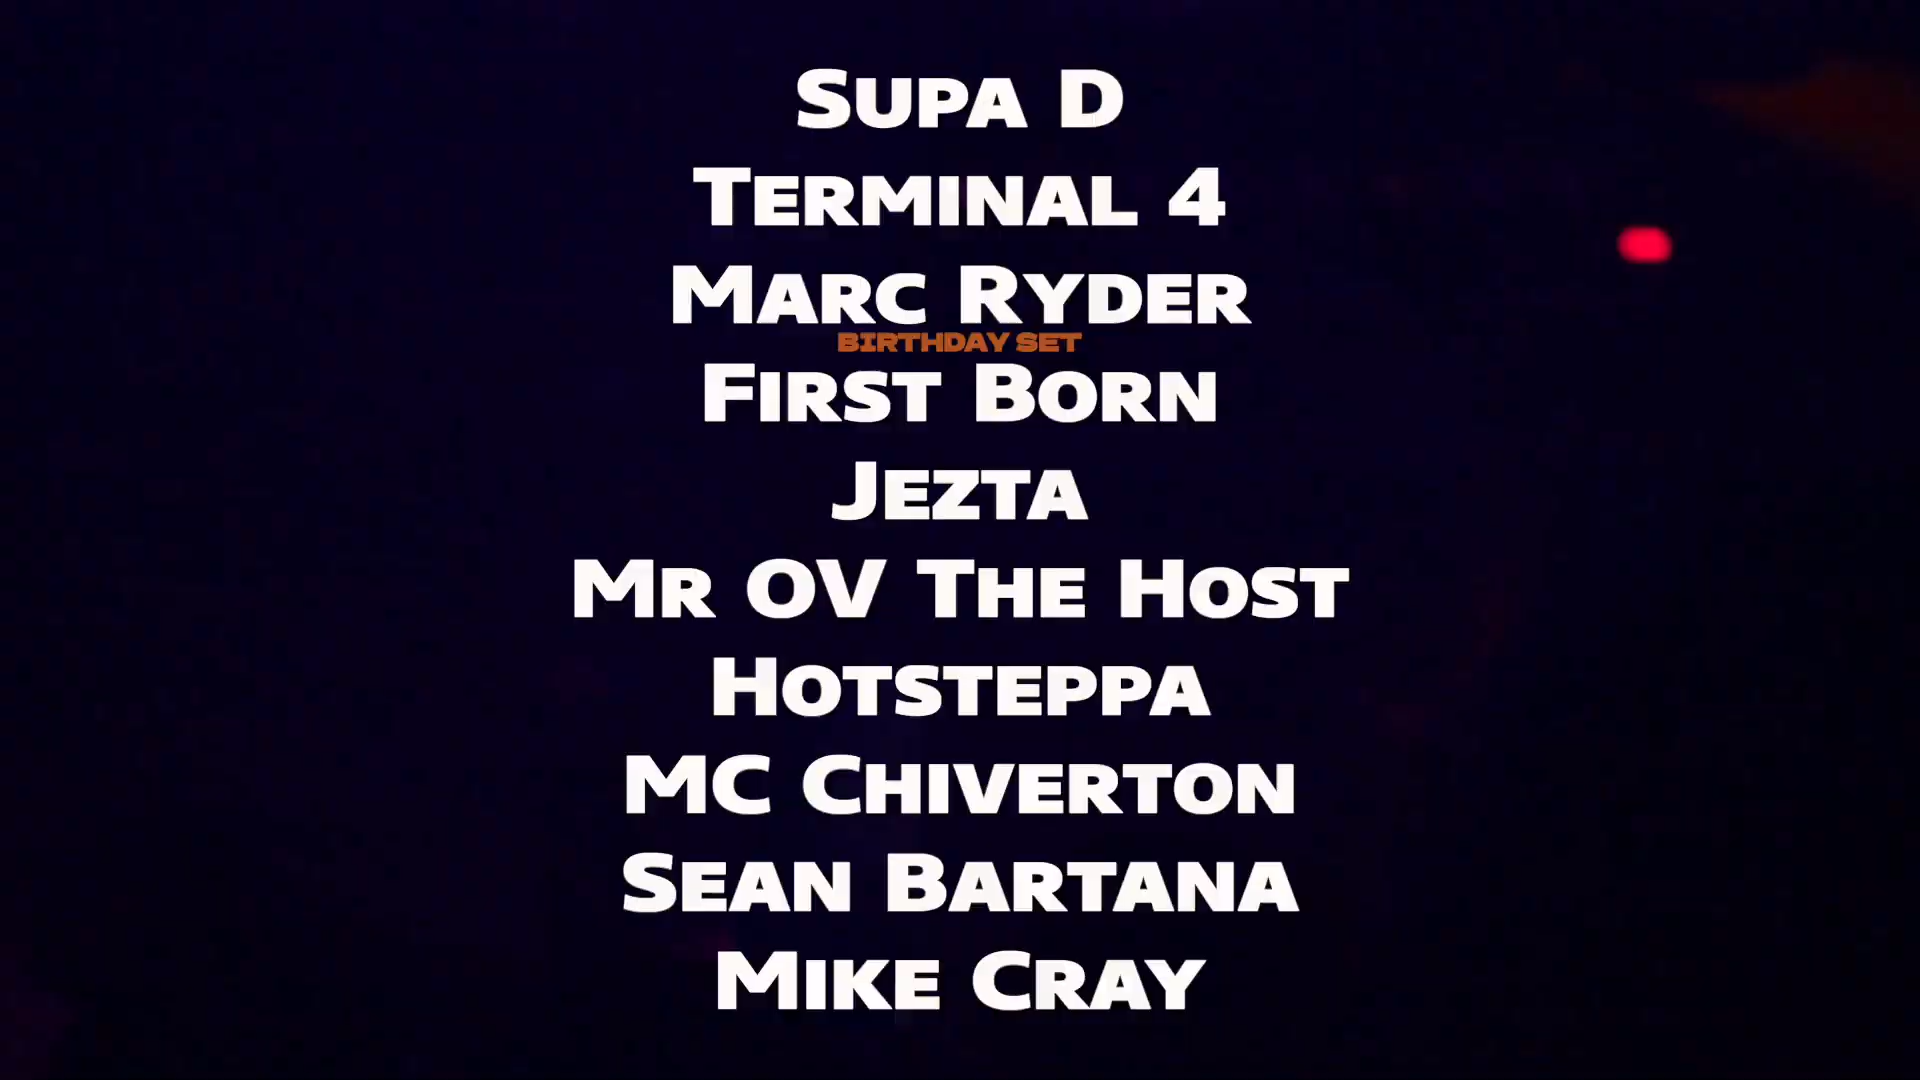 Supa D
Terminal 4
Marc Ryder
BIRTHDAY SET
First Born
Jezta
Mr OV The Host
Hotsteppa
MC Chiverton
Sean Bartana
Mike Cray